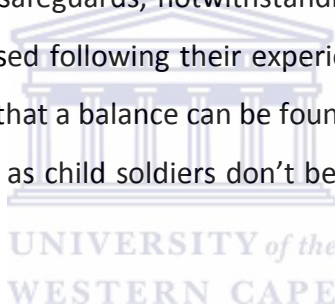 safeguards, notwithstandin
sed following their experie
that a balance can be foun
as child soldiers don't be
UNIVERSITY of the
WESTERN CAPE